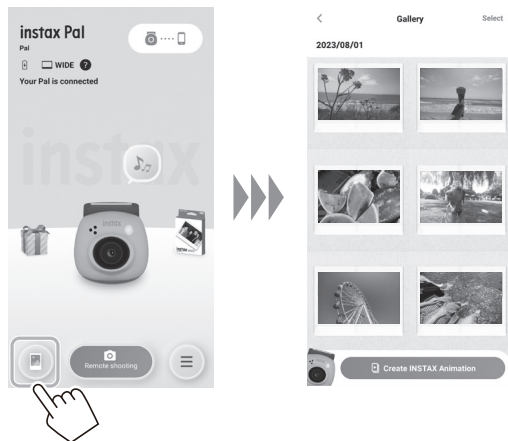 instax Pal
Pal
WIDE ?
Your Pal is connected
instax
instax
Remote shooting
Gallery
Select
2023/08/01
Create INSTAX Animation